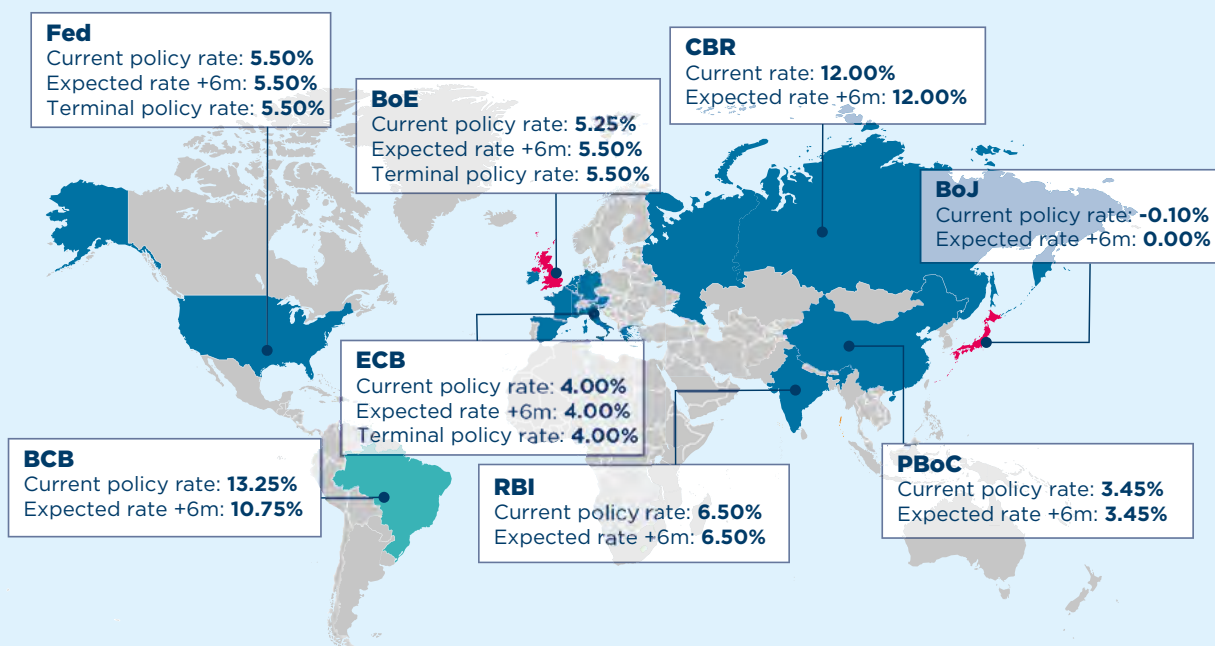 Fed
Current policy rate: 5.50%
Expected rate +6m: 5.50%
Terminal policy rate: 5.50%
BoE
Current policy rate: 5.25%
Expected rate +6m: 5.50%
Terminal policy rate: 5.50%
CBR
Current rate: 12.00%
Expected rate +6m: 12.00%
BoJ
Current policy rate: -0.10%
Expected rate +6m: 0.00%
ECB
Current policy rate: 4.00%
Expected rate +6m: 4.00%
Terminal policy rate: 4.00%
BCB
Current policy rate: 13.25%
Expected rate +6m: 10.75%
RBI
Current policy rate: 6.50%
Expected rate +6m: 6.50%
PBoC
Current policy rate: 3.45%
Expected rate +6m: 3.45%